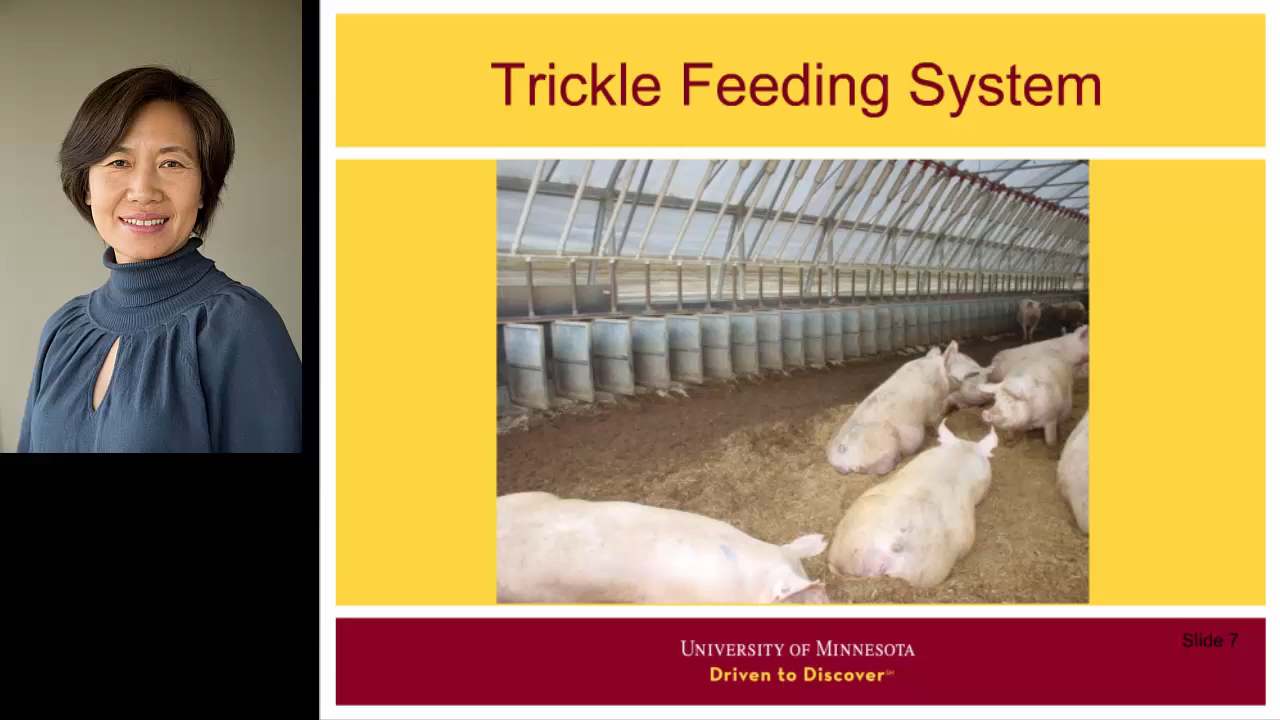 Trickle Feeding System
UNIVERSITY OF MINNESOTA
Driven to Discover℠
Slide 7